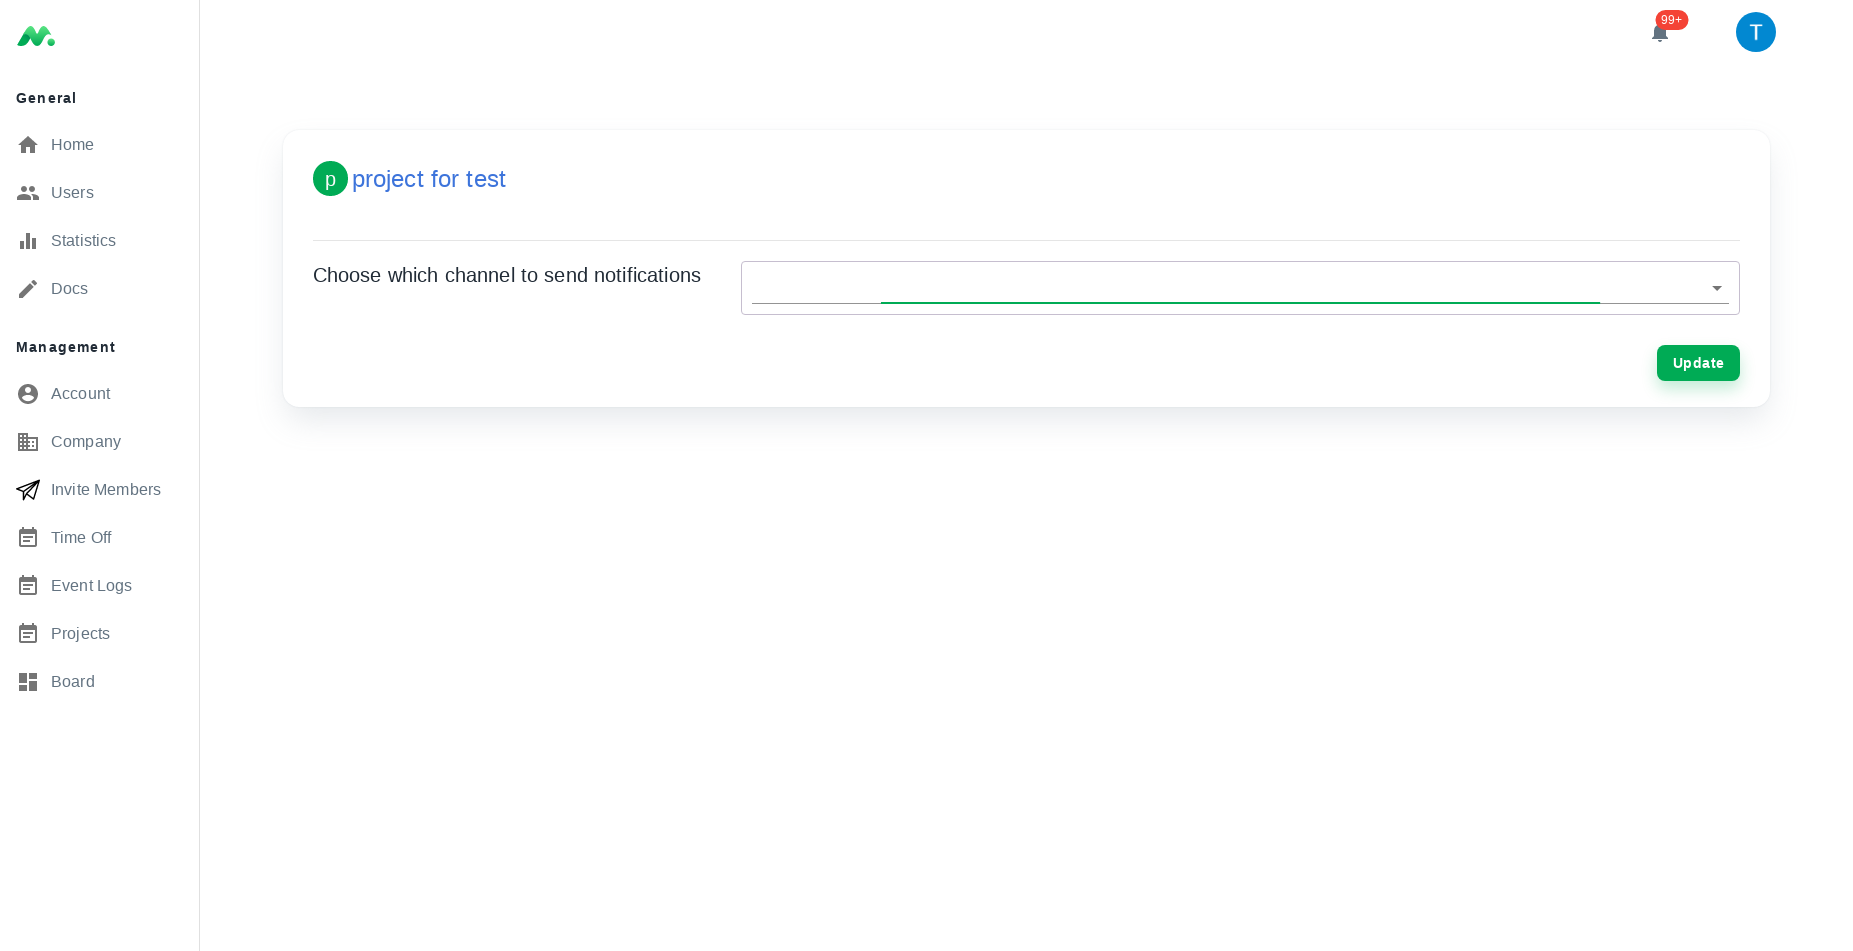 99+
T
General
Home
Users
Statistics
Docs
Management
Account
Company
Invite Members
Time Off
Event Logs
Projects
Board
p project for test
Choose which channel to send notifications
Update